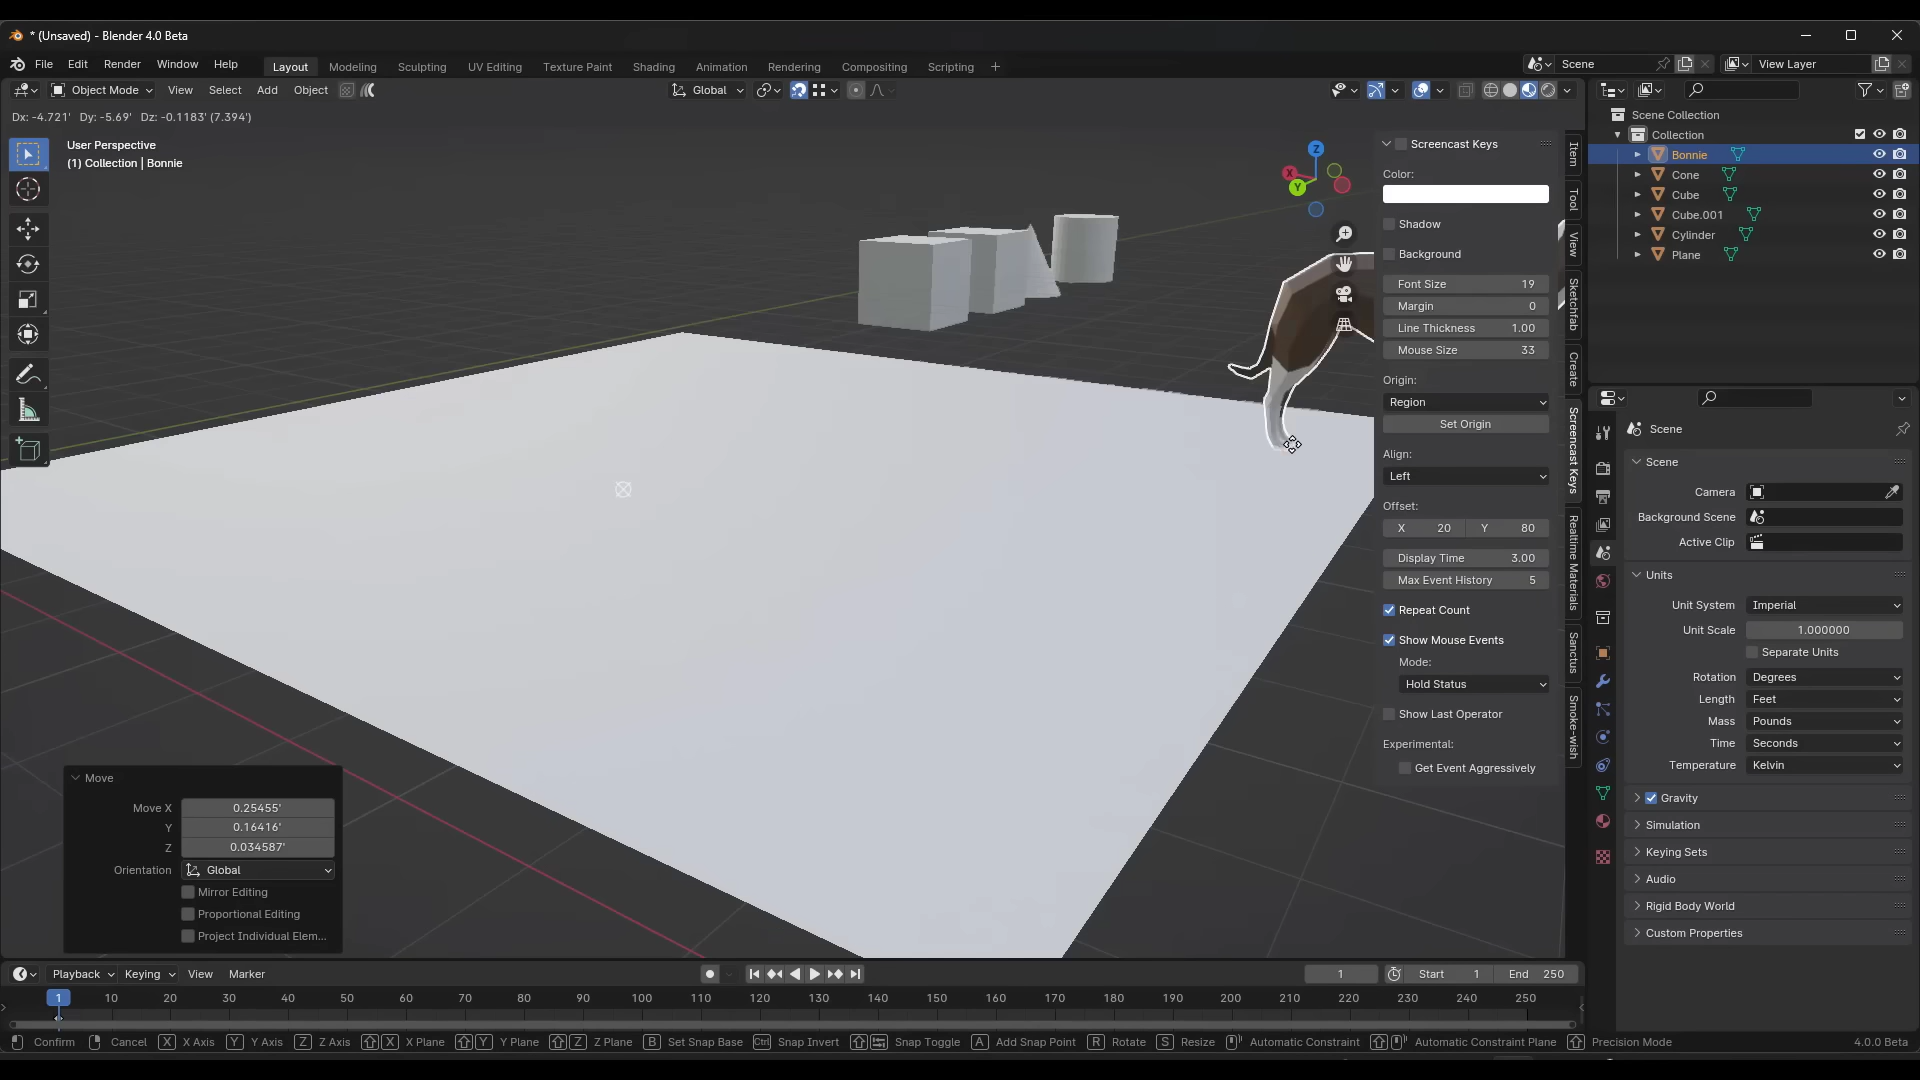 * (Unsaved) - Blender 4.0 Beta
File Edit Render Window Help Layout Modeling Sculpting UV Editing Texture Paint Shading Animation Rendering Compositing Scripting + Scene View Layer
Object Mode View Select Add Object Global
Dx: -4.721' Dy: -5.69' Dz: -0.1183' (7.394')
User Perspective
(1) Collection | Bonnie
Z
X
Y
Screencast Keys
Color:
Shadow
Background
Font Size 19
Margin 0
Line Thickness 1.00
Mouse Size 33
Origin:
Region
Set Origin
Align:
Left
Offset:
X 20 Y 80
Display Time 3.00
Max Event History 5
Repeat Count
Show Mouse Events
Mode:
Hold Status
Show Last Operator
Experimental:
Get Event Aggressively
Item
Tool
View
Sketchfab
Create
Screencast Keys
Realtime Materials
Sanctus
Smoke-wish
Scene Collection
Collection
Bonnie
Cone
Cube
Cube.001
Cylinder
Plane
Scene
Scene
Camera
Background Scene
Active Clip
Units
Unit System Imperial
Unit Scale 1.000000
Separate Units
Rotation Degrees
Length Feet
Mass Pounds
Time Seconds
Temperature Kelvin
Gravity
Simulation
Keying Sets
Audio
Rigid Body World
Custom Properties
Move
Move X 0.25455'
Y 0.16416'
Z 0.034587'
Orientation Global
Mirror Editing
Proportional Editing
Project Individual Elem...
Playback Keying View Marker 1 Start 1 End 250
1 10 20 30 40 50 60 70 80 90 100 110 120 130 140 150 160 170 180 190 200 210 220 230 240 250
Confirm Cancel X X Axis Y Y Axis Z Z Axis X X Plane Y Y Plane Z Z Plane B Set Snap Base Ctrl Snap Invert Snap Toggle A Add Snap Point R Rotate S Resize Automatic Constraint Automatic Constraint Plane Precision Mode 4.0.0 Beta